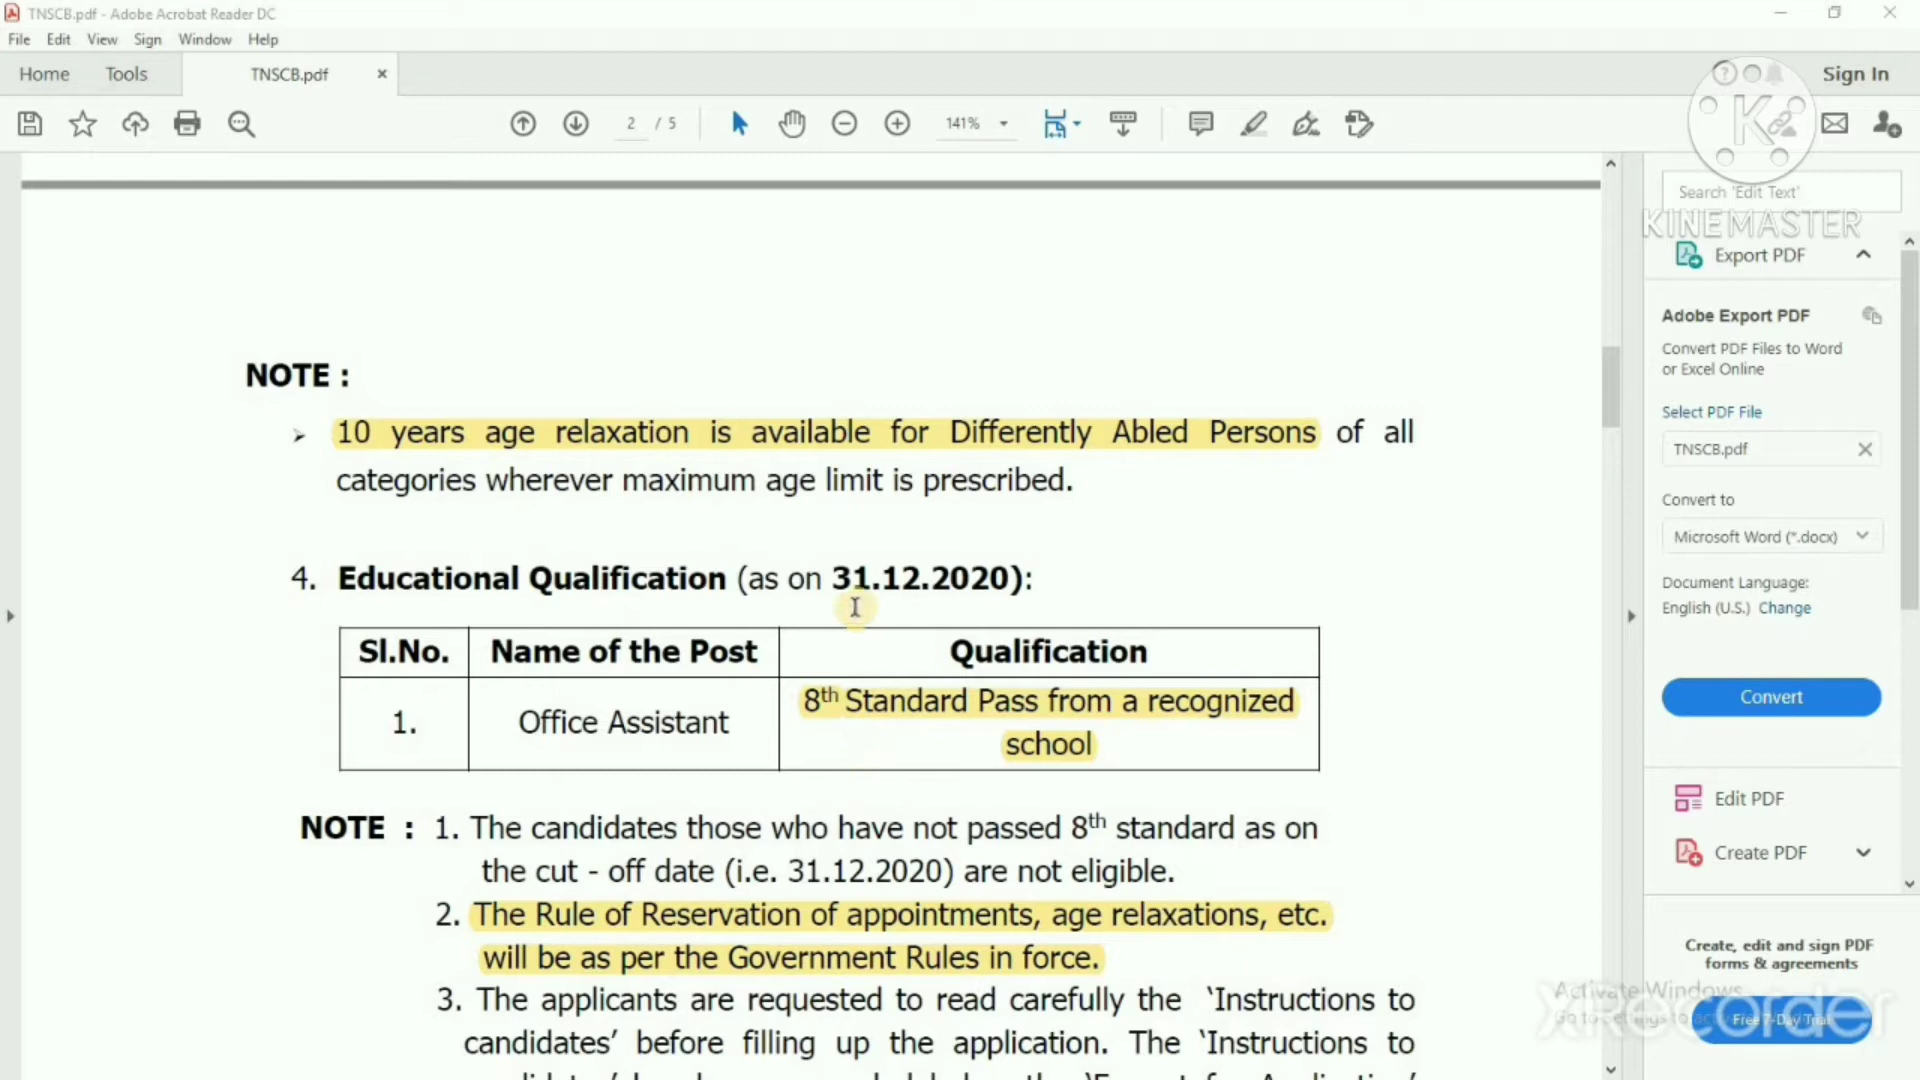 TNSCB.pdf - Adobe Acrobat Reader DC
File Edit View Sign Window Help
Home Tools TNSCB.pdf Sign In
2 / 5 141%
Search 'Edit Text'
KINEMASTER
K
Export PDF
Adobe Export PDF
Convert PDF Files to Word
or Excel Online
Select PDF File
TNSCB.pdf
Convert to
Microsoft Word (*.docx)
Document Language:
English (U.S.) Change
Convert
Edit PDF
Create PDF
Create, edit and sign PDF
forms & agreements
Free 7-Day Trial
Activate Windows
XRecorder
NOTE :
10 years age relaxation is available for Differently Abled Persons of all
categories wherever maximum age limit is prescribed.
4. Educational Qualification (as on 31.12.2020):
Sl.No. Name of the Post Qualification
1. Office Assistant 8th Standard Pass from a recognized
school
NOTE : 1. The candidates those who have not passed 8th standard as on
the cut - off date (i.e. 31.12.2020) are not eligible.
2. The Rule of Reservation of appointments, age relaxations, etc.
will be as per the Government Rules in force.
3. The applicants are requested to read carefully the ‘Instructions to
candidates’ before filling up the application. The ‘Instructions to